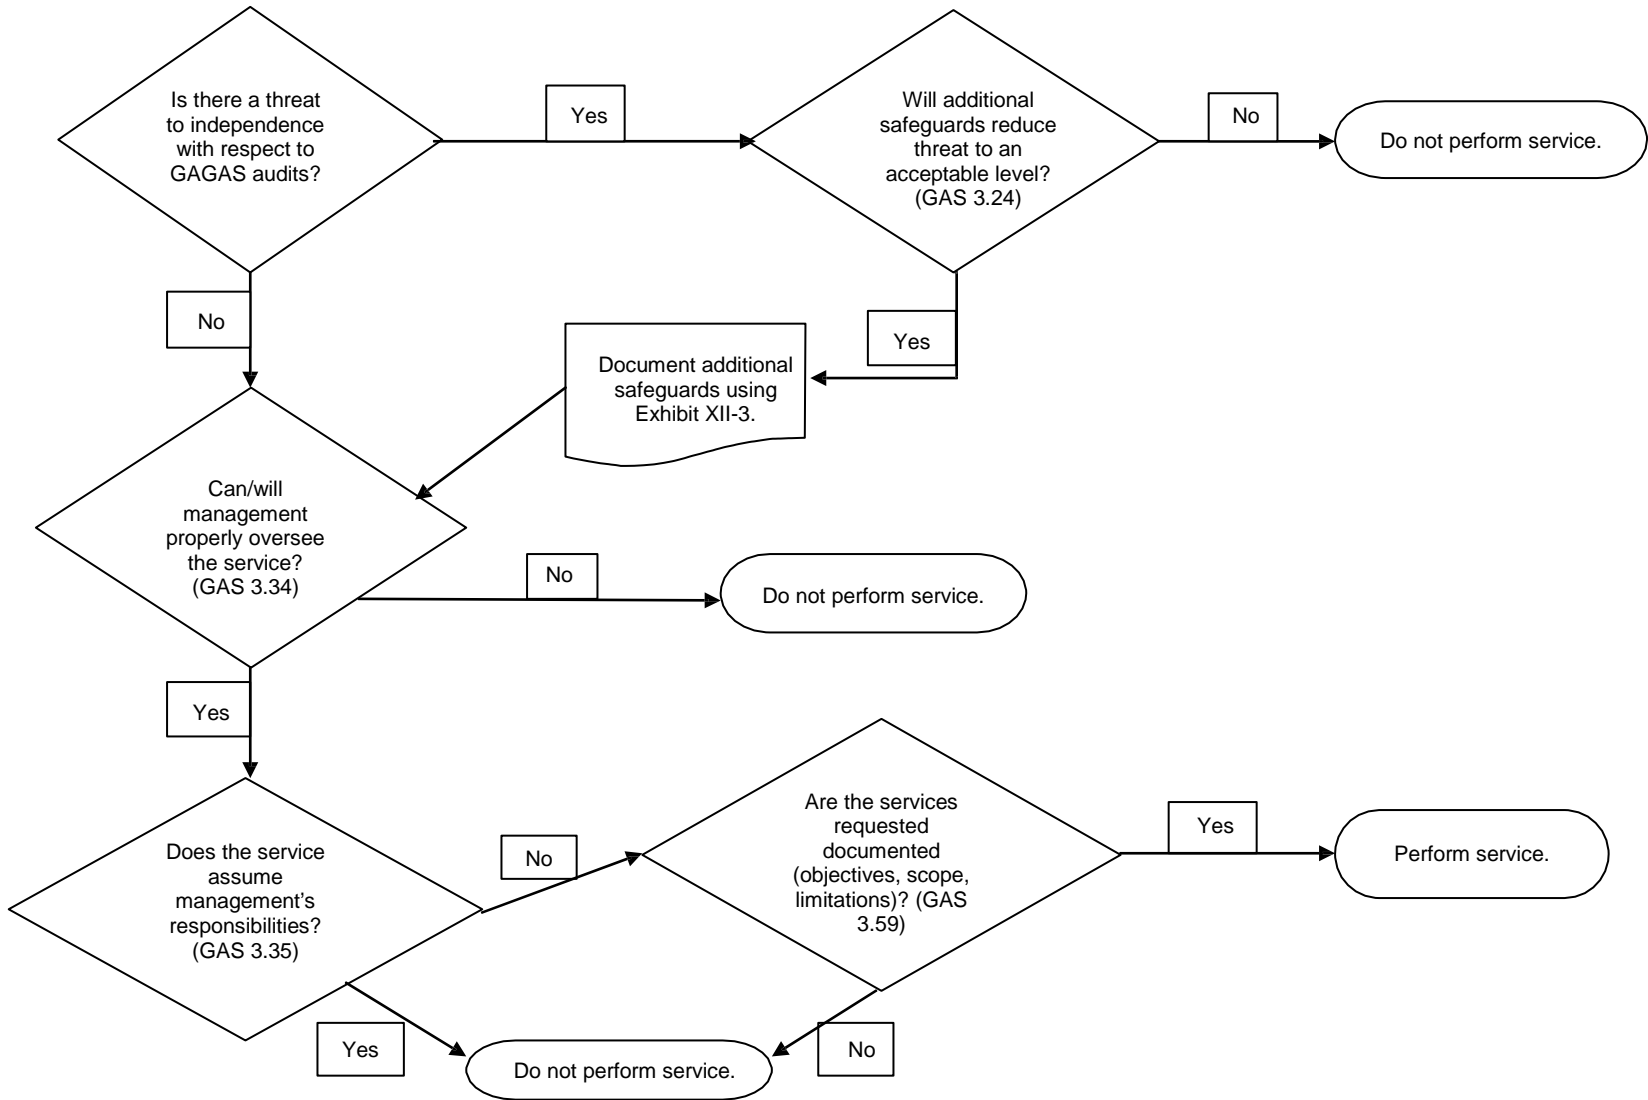 Is there a threat
to independence
with respect to
GAGAS audits?
Yes
Will additional
safeguards reduce
threat to an
acceptable level?
(GAS 3.24)
No
Do not perform service.
No
Yes
Document additional
safeguards using
Exhibit XII-3.
Can/will
management
properly oversee
the service?
(GAS 3.34)
No
Do not perform service.
Yes
Does the service
assume
management’s
responsibilities?
(GAS 3.35)
No
Are the services
requested
documented
(objectives, scope,
limitations)? (GAS
3.59)
Yes
Perform service.
Yes
Do not perform service.
No